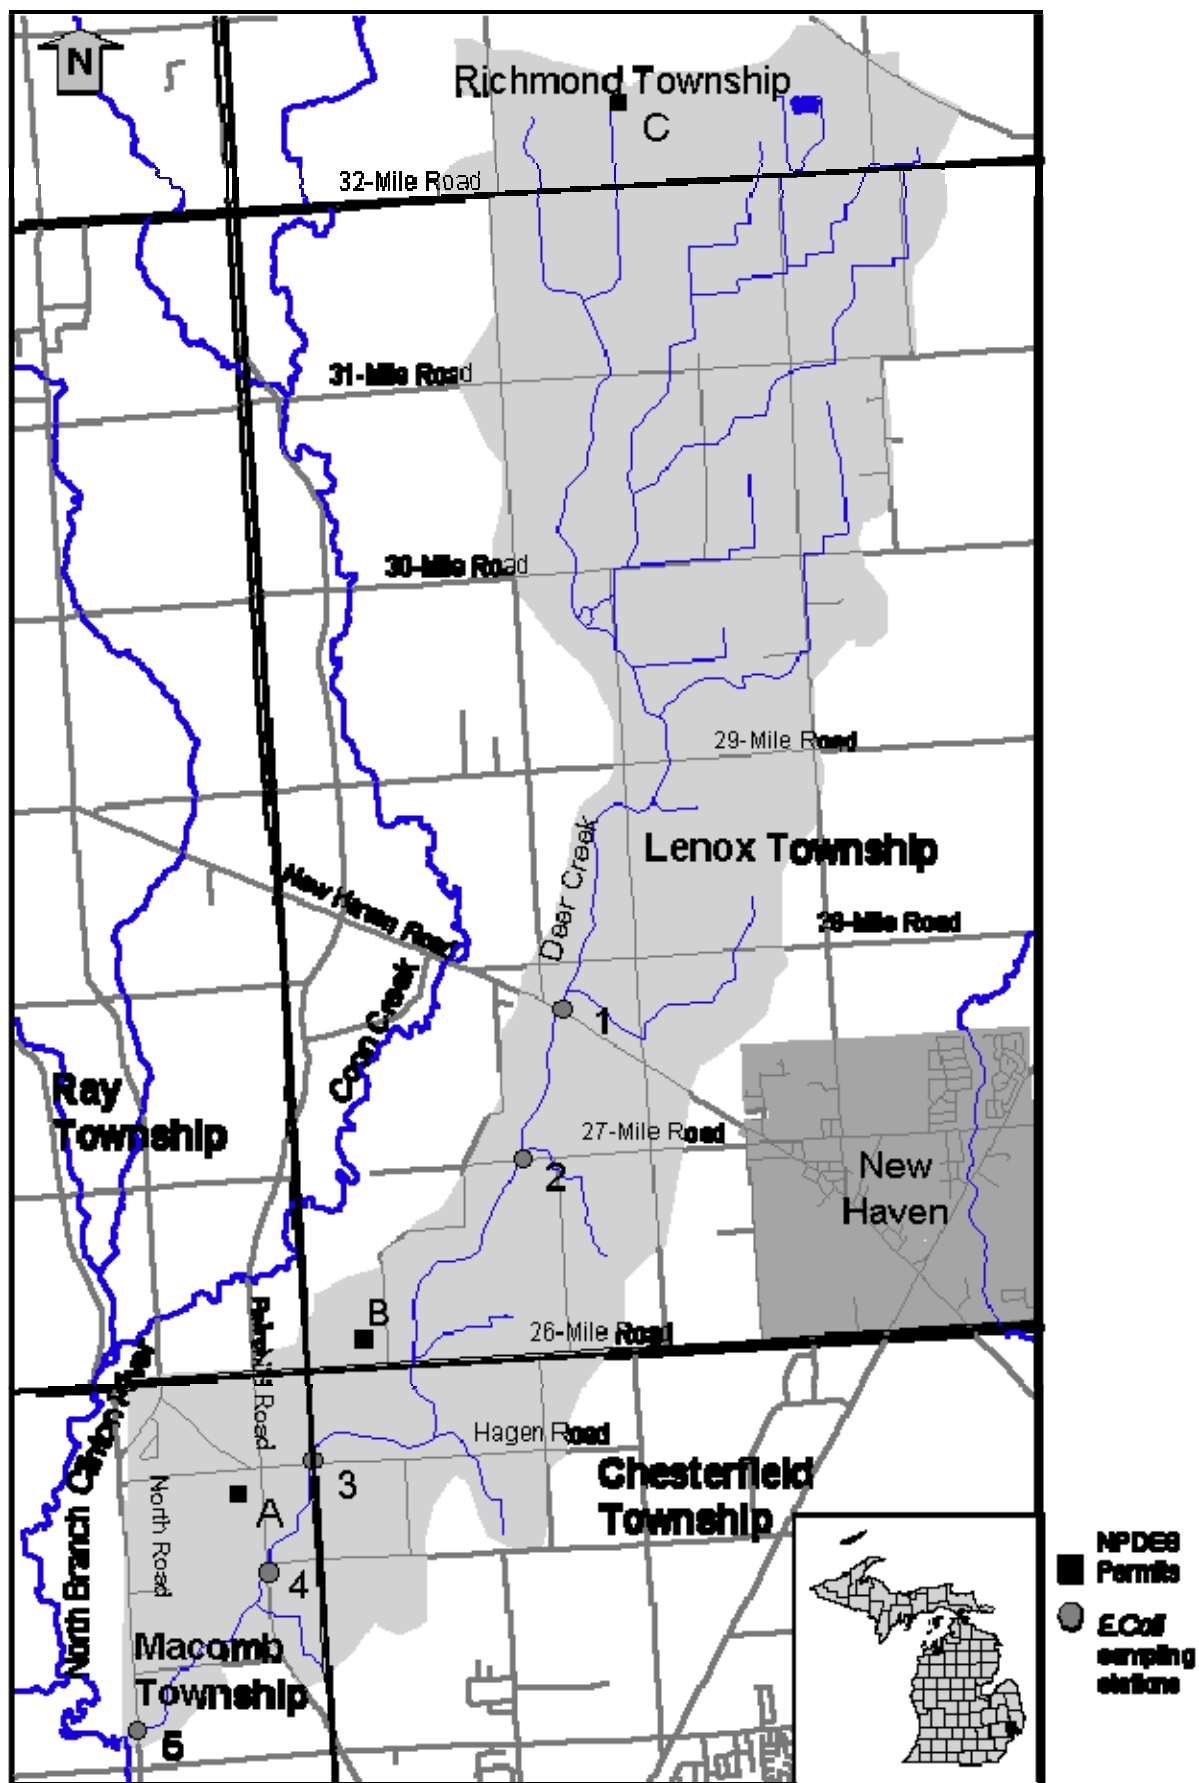 N
Richmond Township
C
32-Mile Road
31-Mile Road
30-Mile Road
29-Mile Road
Lenox Township
Deer Creek
New Haven Road
28-Mile Road
Coon Creek
1
Ray
Township
27-Mile Road
2
New
Haven
B
26-Mile Road
Road
North Branch Clinton River
Hagen Road
3
Chesterfield
Township
A
North Road
4
Macomb
Township
5
NPDES
Permits
E.Coli
sampling
stations